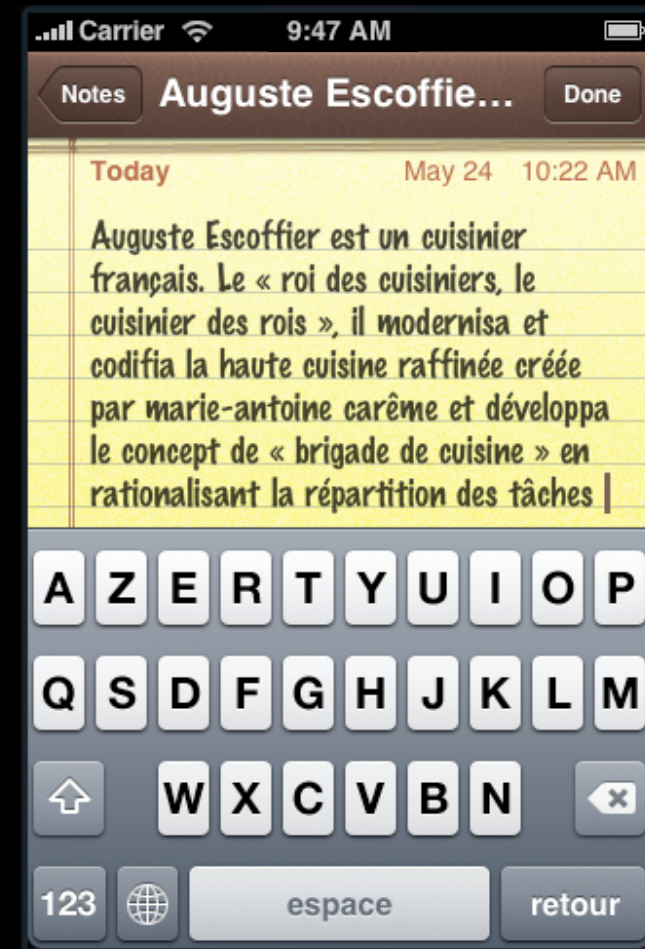 Carrier 9:47 AM
Notes Auguste Escoffie... Done
Today May 24 10:22 AM
Auguste Escoffier est un cuisinier
français. Le « roi des cuisiniers, le
cuisinier des rois », il modernisa et
codifia la haute cuisine raffinée créée
par marie-antoine carême et développa
le concept de « brigade de cuisine » en
rationalisant la répartition des tâches
A Z E R T Y U I O P
Q S D F G H J K L M
W X C V B N
123 espace retour